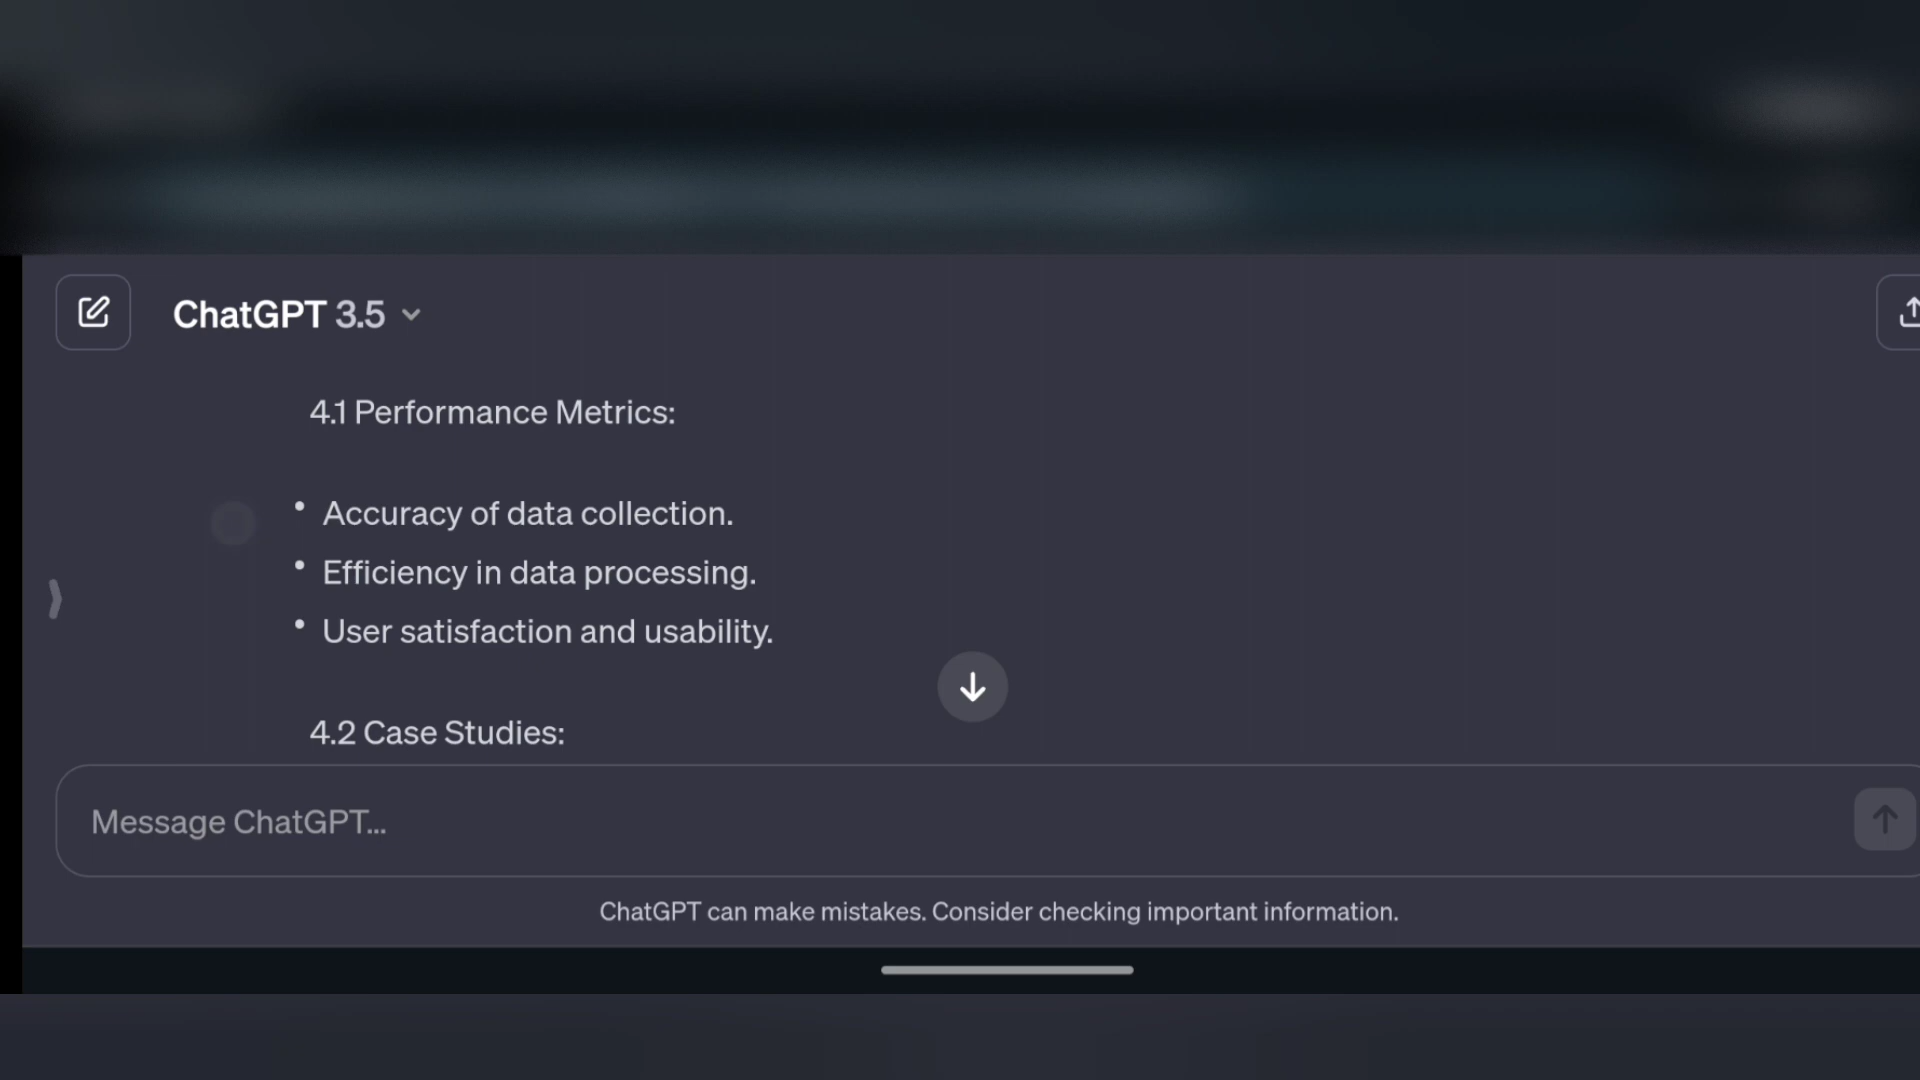 ChatGPT 3.5
4.1 Performance Metrics:
• Accuracy of data collection.
• Efficiency in data processing.
• User satisfaction and usability.
4.2 Case Studies:
Message ChatGPT...
ChatGPT can make mistakes. Consider checking important information.